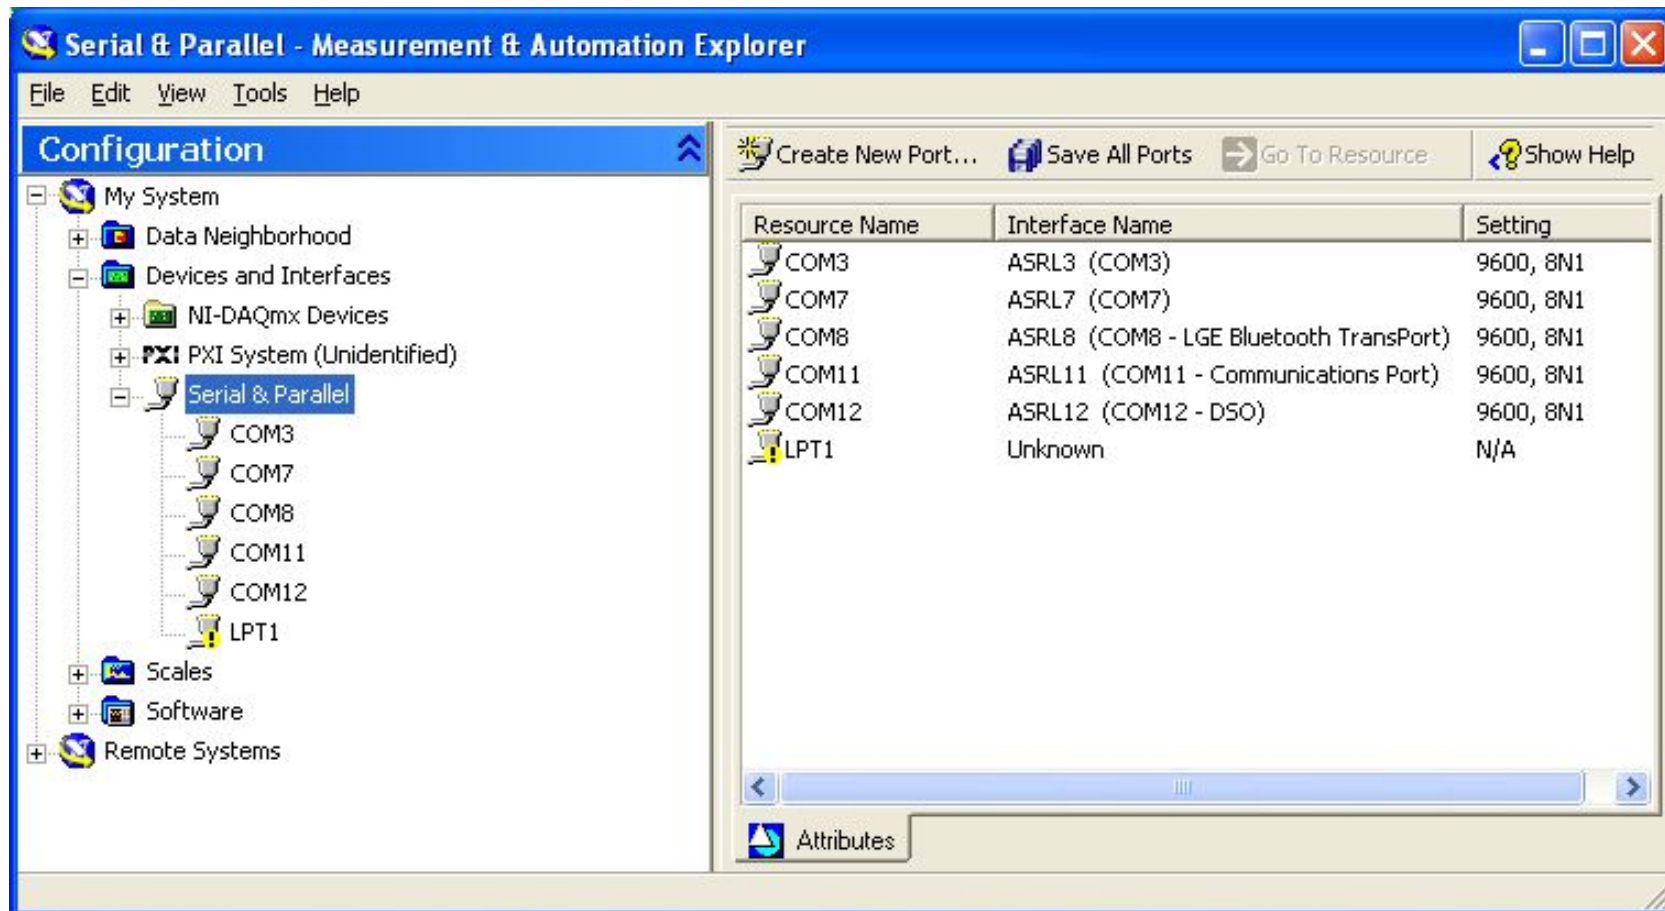 Serial & Parallel - Measurement & Automation Explorer
File Edit View Tools Help
Configuration
My System
Data Neighborhood
Devices and Interfaces
NI-DAQmx Devices
PXI PXI System (Unidentified)
Serial & Parallel
COM3
COM7
COM8
COM11
COM12
LPT1
Scales
Software
Remote Systems
Create New Port... Save All Ports Go To Resource Show Help
Resource Name Interface Name Setting
COM3 ASRL3 (COM3) 9600, 8N1
COM7 ASRL7 (COM7) 9600, 8N1
COM8 ASRL8 (COM8 - LGE Bluetooth TransPort) 9600, 8N1
COM11 ASRL11 (COM11 - Communications Port) 9600, 8N1
COM12 ASRL12 (COM12 - DSO) 9600, 8N1
LPT1 Unknown N/A
Attributes